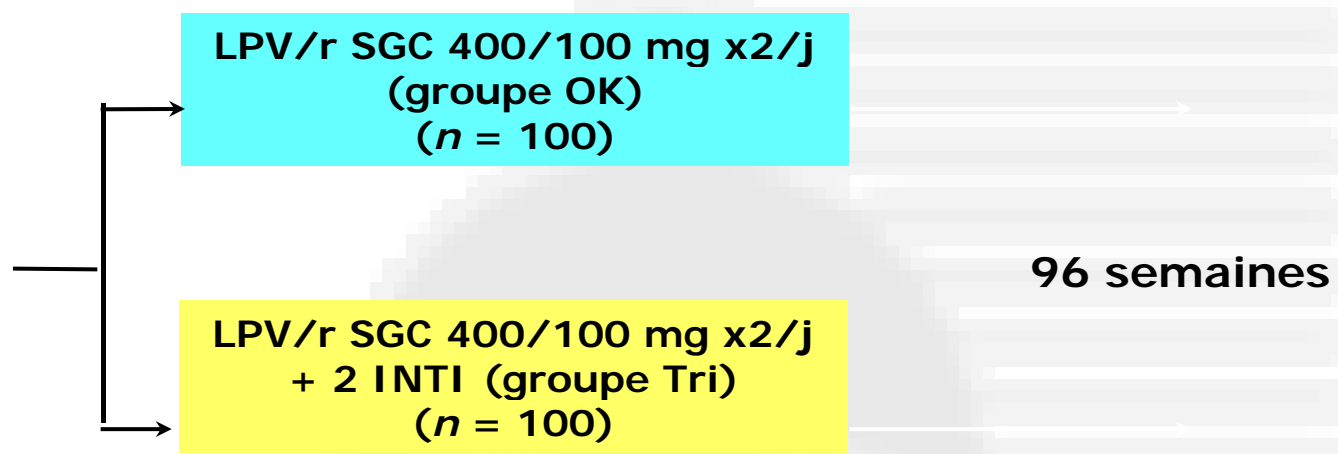 LPV/r SGC 400/100 mg x2/j
(groupe OK)
(n = 100)
96 semaines
LPV/r SGC 400/100 mg x2/j
+ 2 INTI (groupe Tri)
(n = 100)